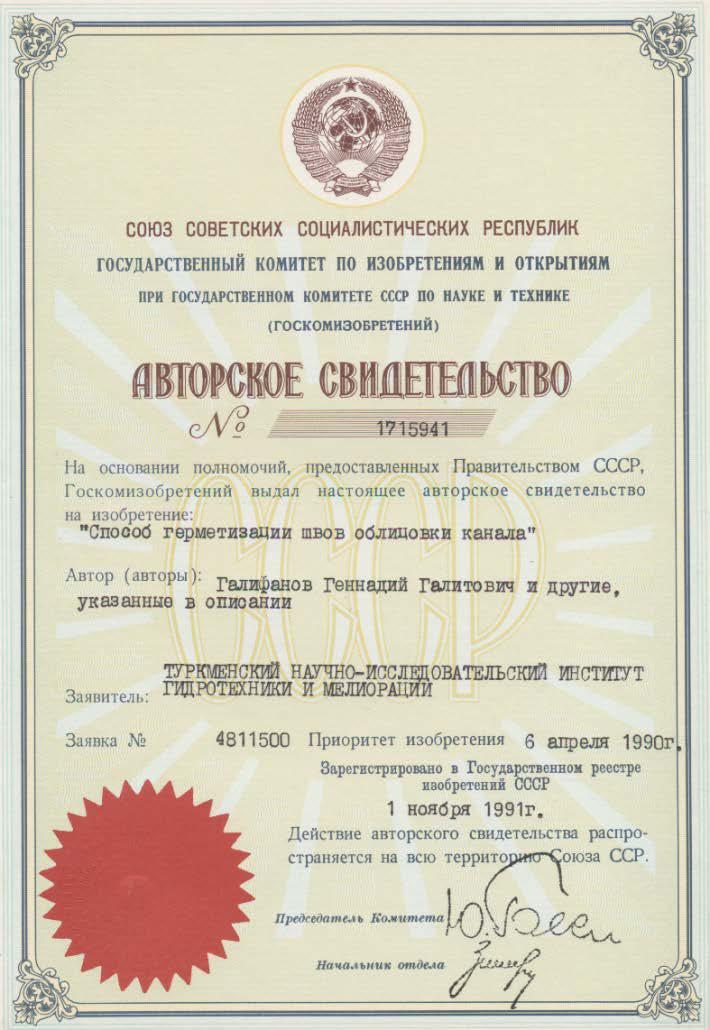 СОЮЗ СОВЕТСКИХ СОЦИАЛИСТИЧЕСКИХ РЕСПУБЛИК
ГОСУДАРСТВЕННЫЙ КОМИТЕТ ПО ИЗОБРЕТЕНИЯМ И ОТКРЫТИЯМ
ПРИ ГОСУДАРСТВЕННОМ КОМИТЕТЕ СССР ПО НАУКЕ И ТЕХНИКЕ
(ГОСКОМИЗОБРЕТЕНИЙ)
АВТОРСКОЕ СВИДЕТЕЛЬСТВО
№ 1715941
На основании полномочий, предоставленных Правительством СССР,
Госкомизобретений выдал настоящее авторское свидетельство
на изобретение:
"Способ герметизации швов облицовки канала"
СССР
Автор (авторы): Галифанов Геннадий Галитович и другие,
указанные в описании
ТУРКМЕНСКИЙ НАУЧНО-ИССЛЕДОВАТЕЛЬСКИЙ ИНСТИТУТ
Заявитель: ГИДРОТЕХНИКИ И МЕЛИОРАЦИИ
Заявка № 4811500 Приоритет изобретения 6 апреля 1990г.
Зарегистрировано в Государственном реестре
изобретений СССР
1 ноября 1991г.
Действие авторского свидетельства распро-
страняется на всю территорию Союза ССР.
Председатель Комитета
Начальник отдела